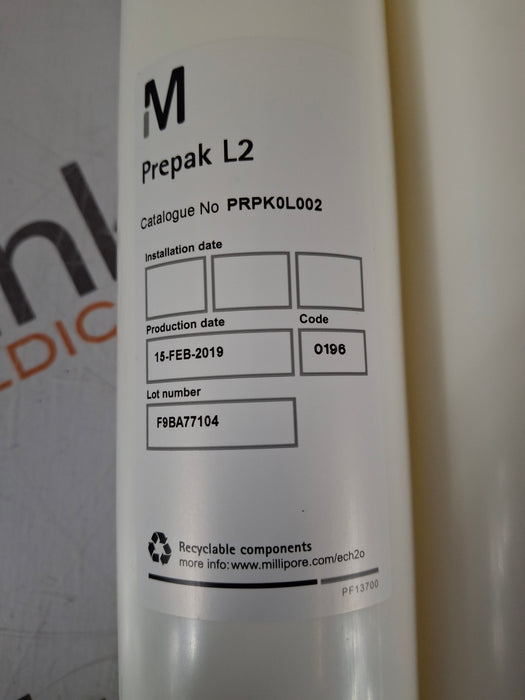 M
Prepak L2
Catalogue No PRPK0L002
Installation date
Production date Code
15-FEB-2019 0196
Lot number
F9BA77104
Recyclable components
more info: www.millipore.com/ech2o
PF13700